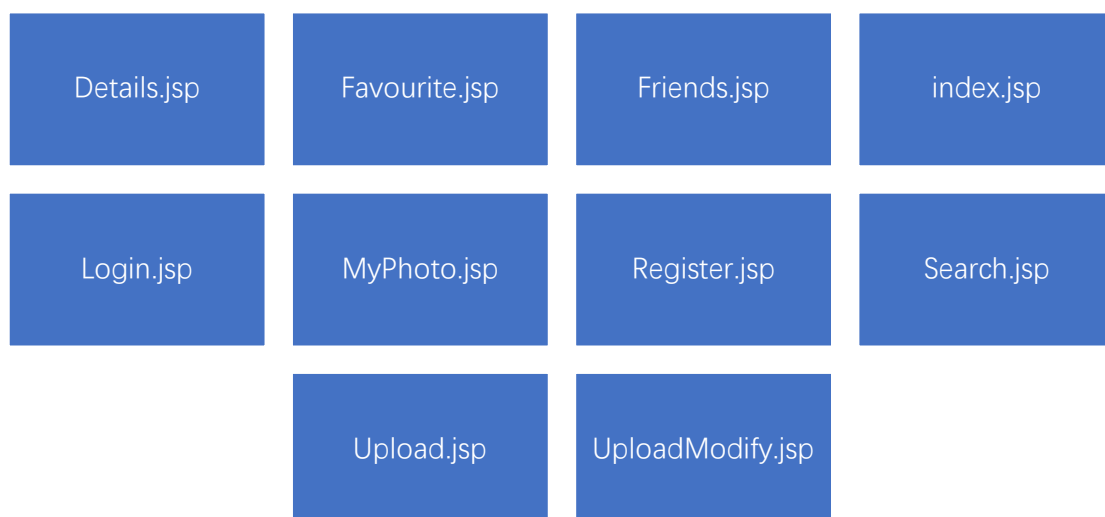 Details.jsp
Favourite.jsp
Friends.jsp
index.jsp
Login.jsp
MyPhoto.jsp
Register.jsp
Search.jsp
Upload.jsp
UploadModify.jsp